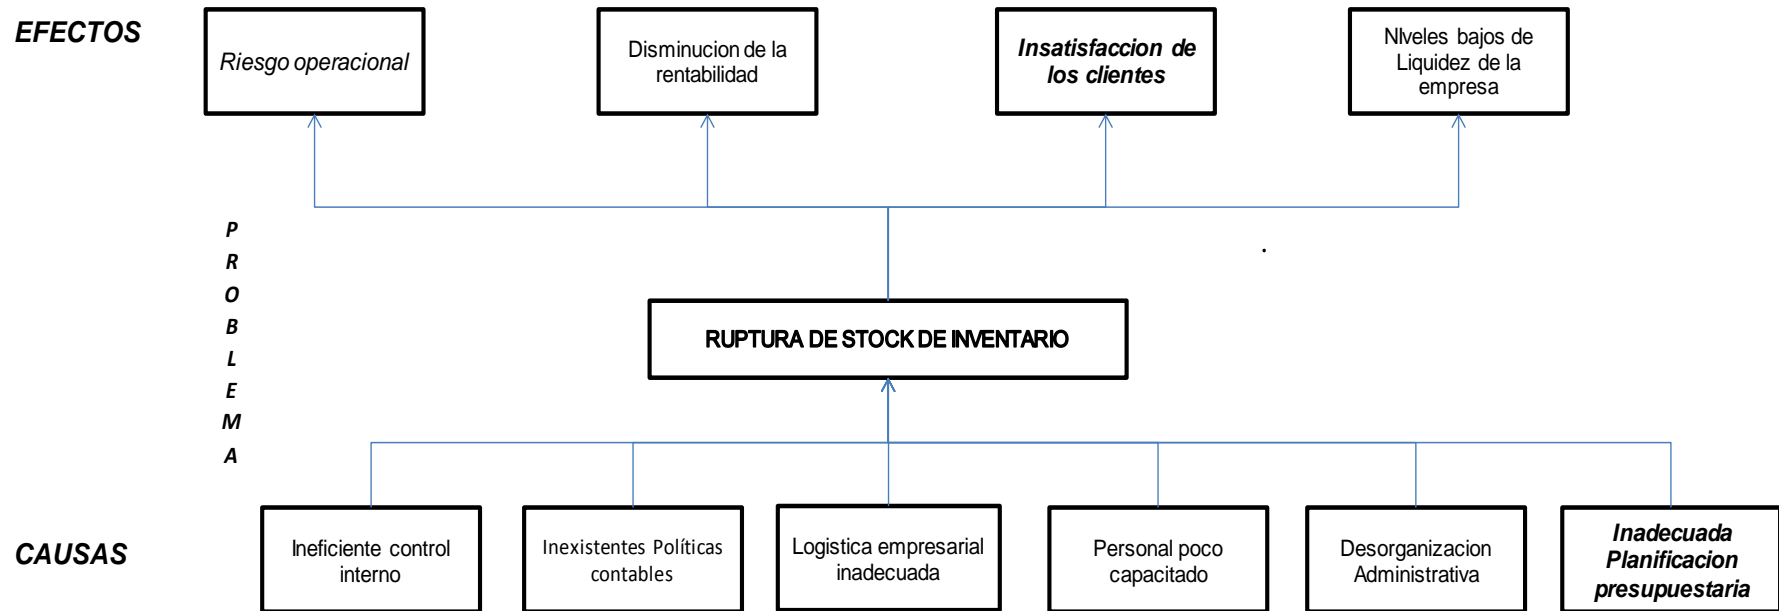 EFECTOS
Riesgo operacional
Disminucion de la
rentabilidad
Insatisfaccion de
los clientes
NIveles bajos de
Liquidez de la
empresa
P
R
O
B
L
E
M
A
.
RUPTURA DE STOCK DE INVENTARIO
CAUSAS
Ineficiente control
interno
Inexistentes Políticas
contables
Logistica empresarial
inadecuada
Personal poco
capacitado
Desorganizacion
Administrativa
Inadecuada
Planificacion
presupuestaria